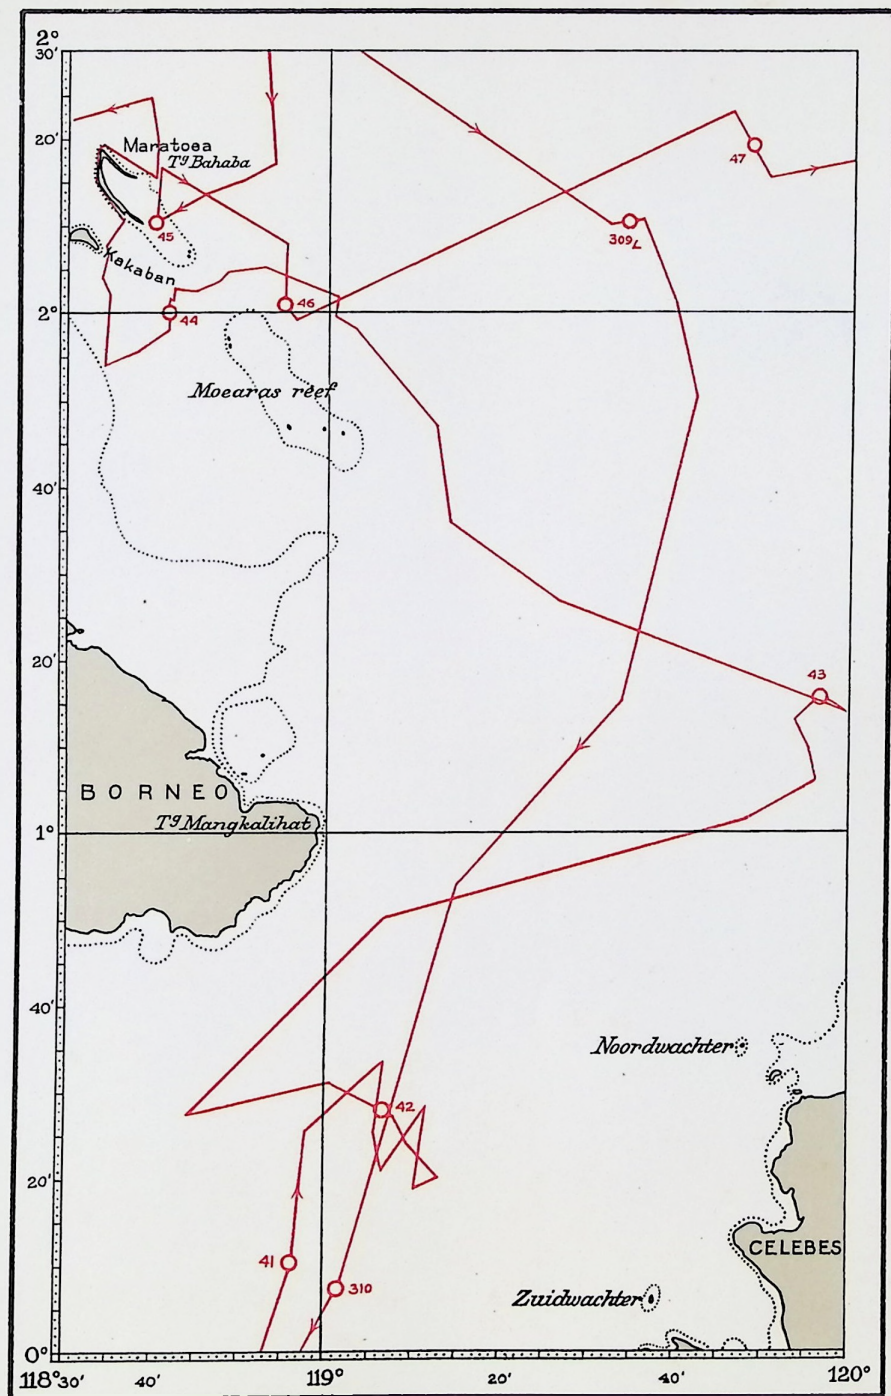 2°
30'
20'
Maratoea
Tg Bahaba
47
45
309L
Kakaban
46
2°
44
Moearas reef
40'
20'
43
BORNEO
Tg Mangkalihat
1°
40'
Noordwachter
42
20'
CELEBES
41
310
Zuidwachter
0°
118°30' 40' 119° 20' 40' 120°